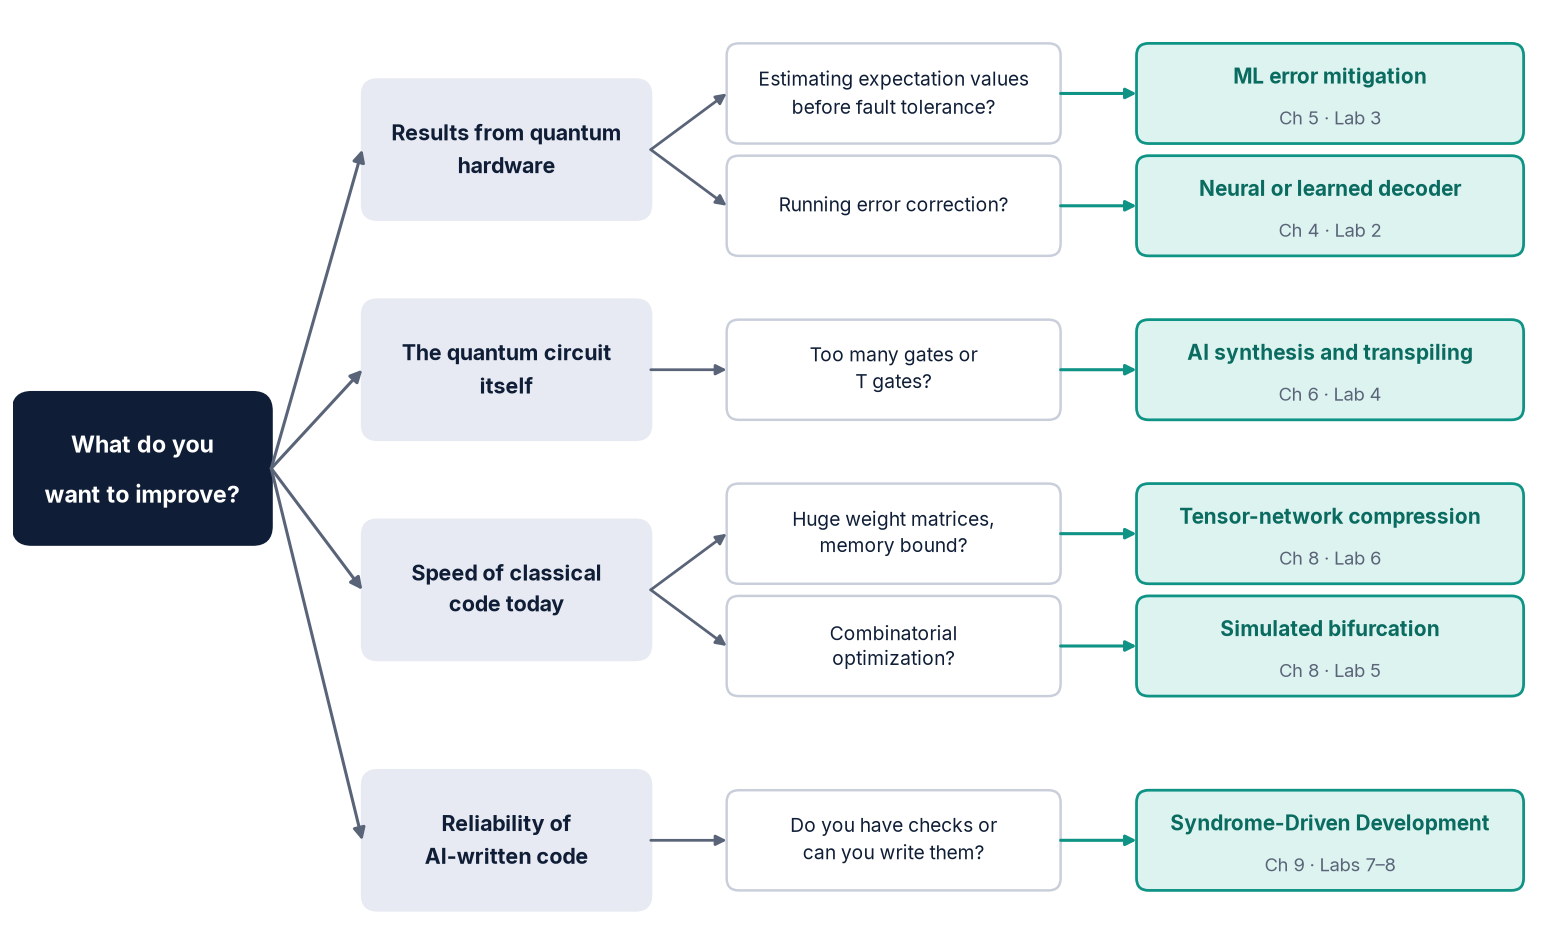 What do you
want to improve?
Results from quantum
hardware
Estimating expectation values
before fault tolerance?
ML error mitigation
Ch 5 · Lab 3
Running error correction?
Neural or learned decoder
Ch 4 · Lab 2
The quantum circuit
itself
Too many gates or
T gates?
AI synthesis and transpiling
Ch 6 · Lab 4
Speed of classical
code today
Huge weight matrices,
memory bound?
Tensor-network compression
Ch 8 · Lab 6
Combinatorial
optimization?
Simulated bifurcation
Ch 8 · Lab 5
Reliability of
AI-written code
Do you have checks or
can you write them?
Syndrome-Driven Development
Ch 9 · Labs 7–8